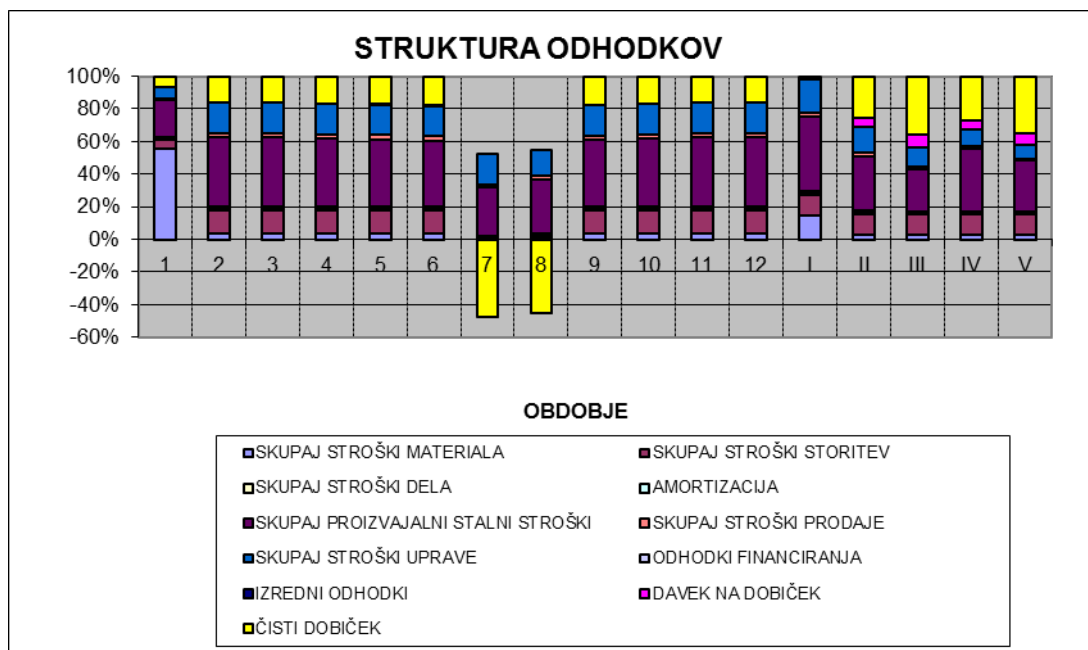 STRUKTURA ODHODKOV
100%
80%
60%
40%
20%
0%
-20%
-40%
-60%
1 2 3 4 5 6 7 8 9 10 11 12 I II III IV V
OBDOBJE
SKUPAJ STROŠKI MATERIALA SKUPAJ STROŠKI STORITEV
SKUPAJ STROŠKI DELA AMORTIZACIJA
SKUPAJ PROIZVAJALNI STALNI STROŠKI SKUPAJ STROŠKI PRODAJE
SKUPAJ STROŠKI UPRAVE ODHODKI FINANCIRANJA
IZREDNI ODHODKI DAVEK NA DOBIČEK
ČISTI DOBIČEK